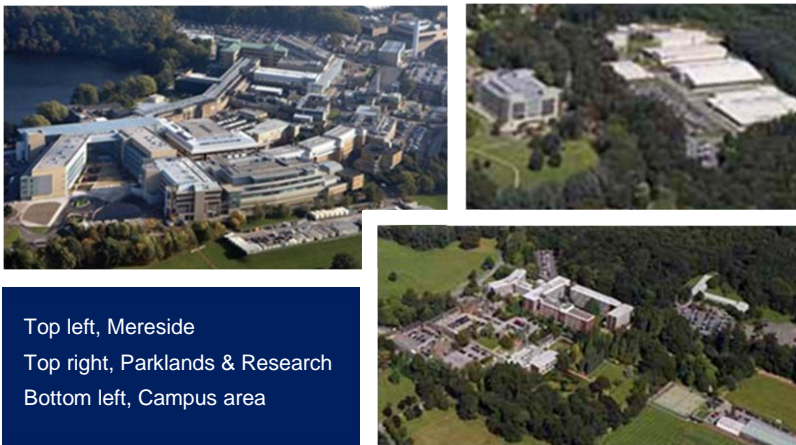 Top left, Mereside
Top right, Parklands & Research
Bottom left, Campus area